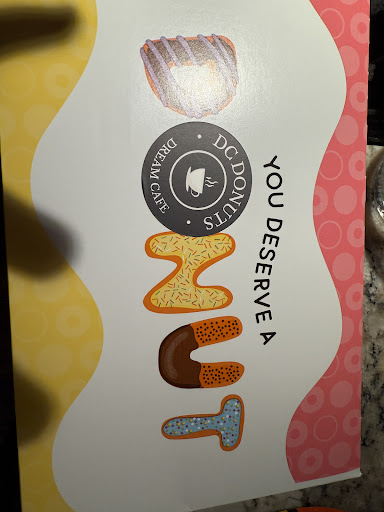 YOU DESERVE A
DONUT
DC DONUTS
DREAM CAFE